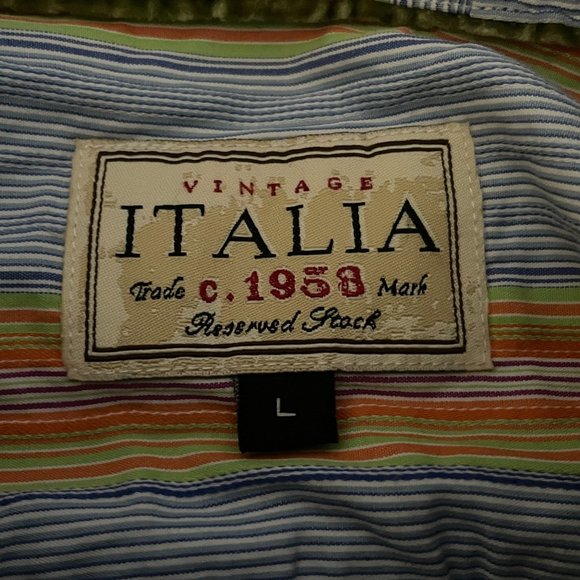 VINTAGE
ITALIA
Trade c. 1958 Mark
Reserved Stock
L